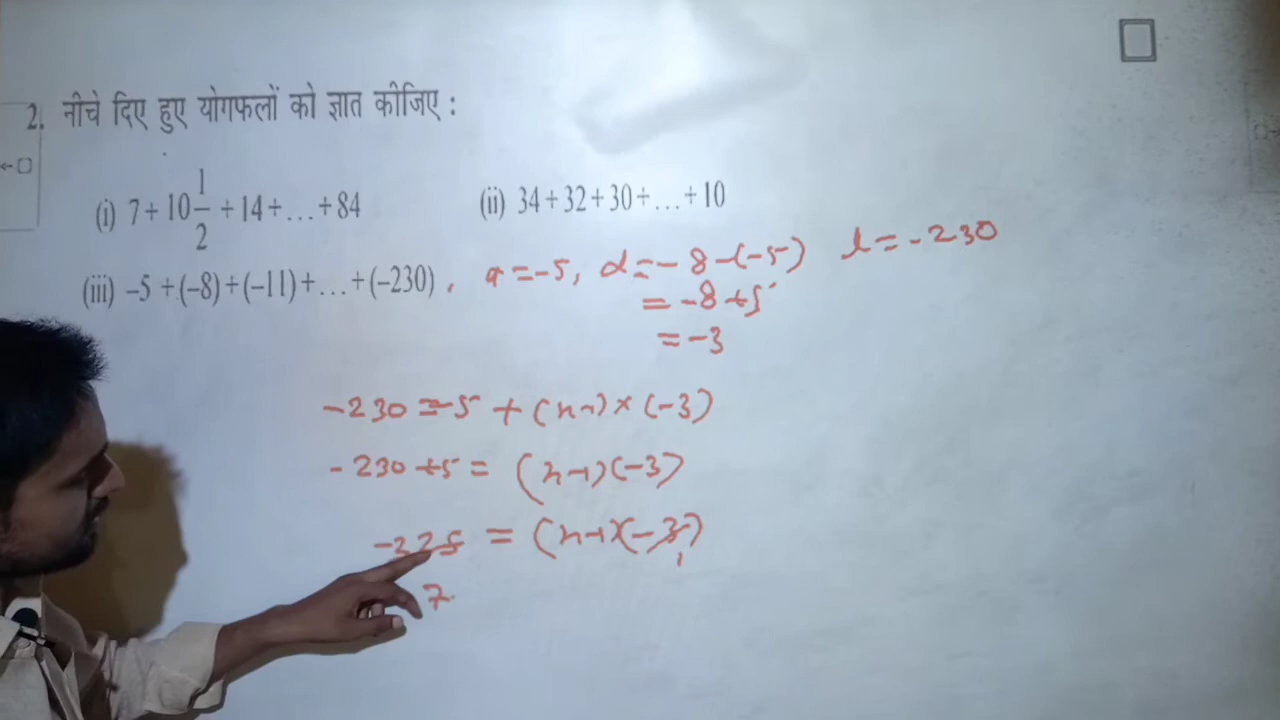 2. नीचे दिए हुए योगफलों को ज्ञात कीजिए :
(i) 7 + 10 1/2 + 14 + ... + 84 (ii) 34 + 32 + 30 + ... + 10
(iii) –5 + (–8) + (–11) + ... + (–230) , a = -5, d = -8 -(-5) l = -230
= -8 +5
= -3
-230 = -5 + (n-1) × (-3)
-230 +5 = (n-1)(-3)
-225 = (n-1)(-3)
7